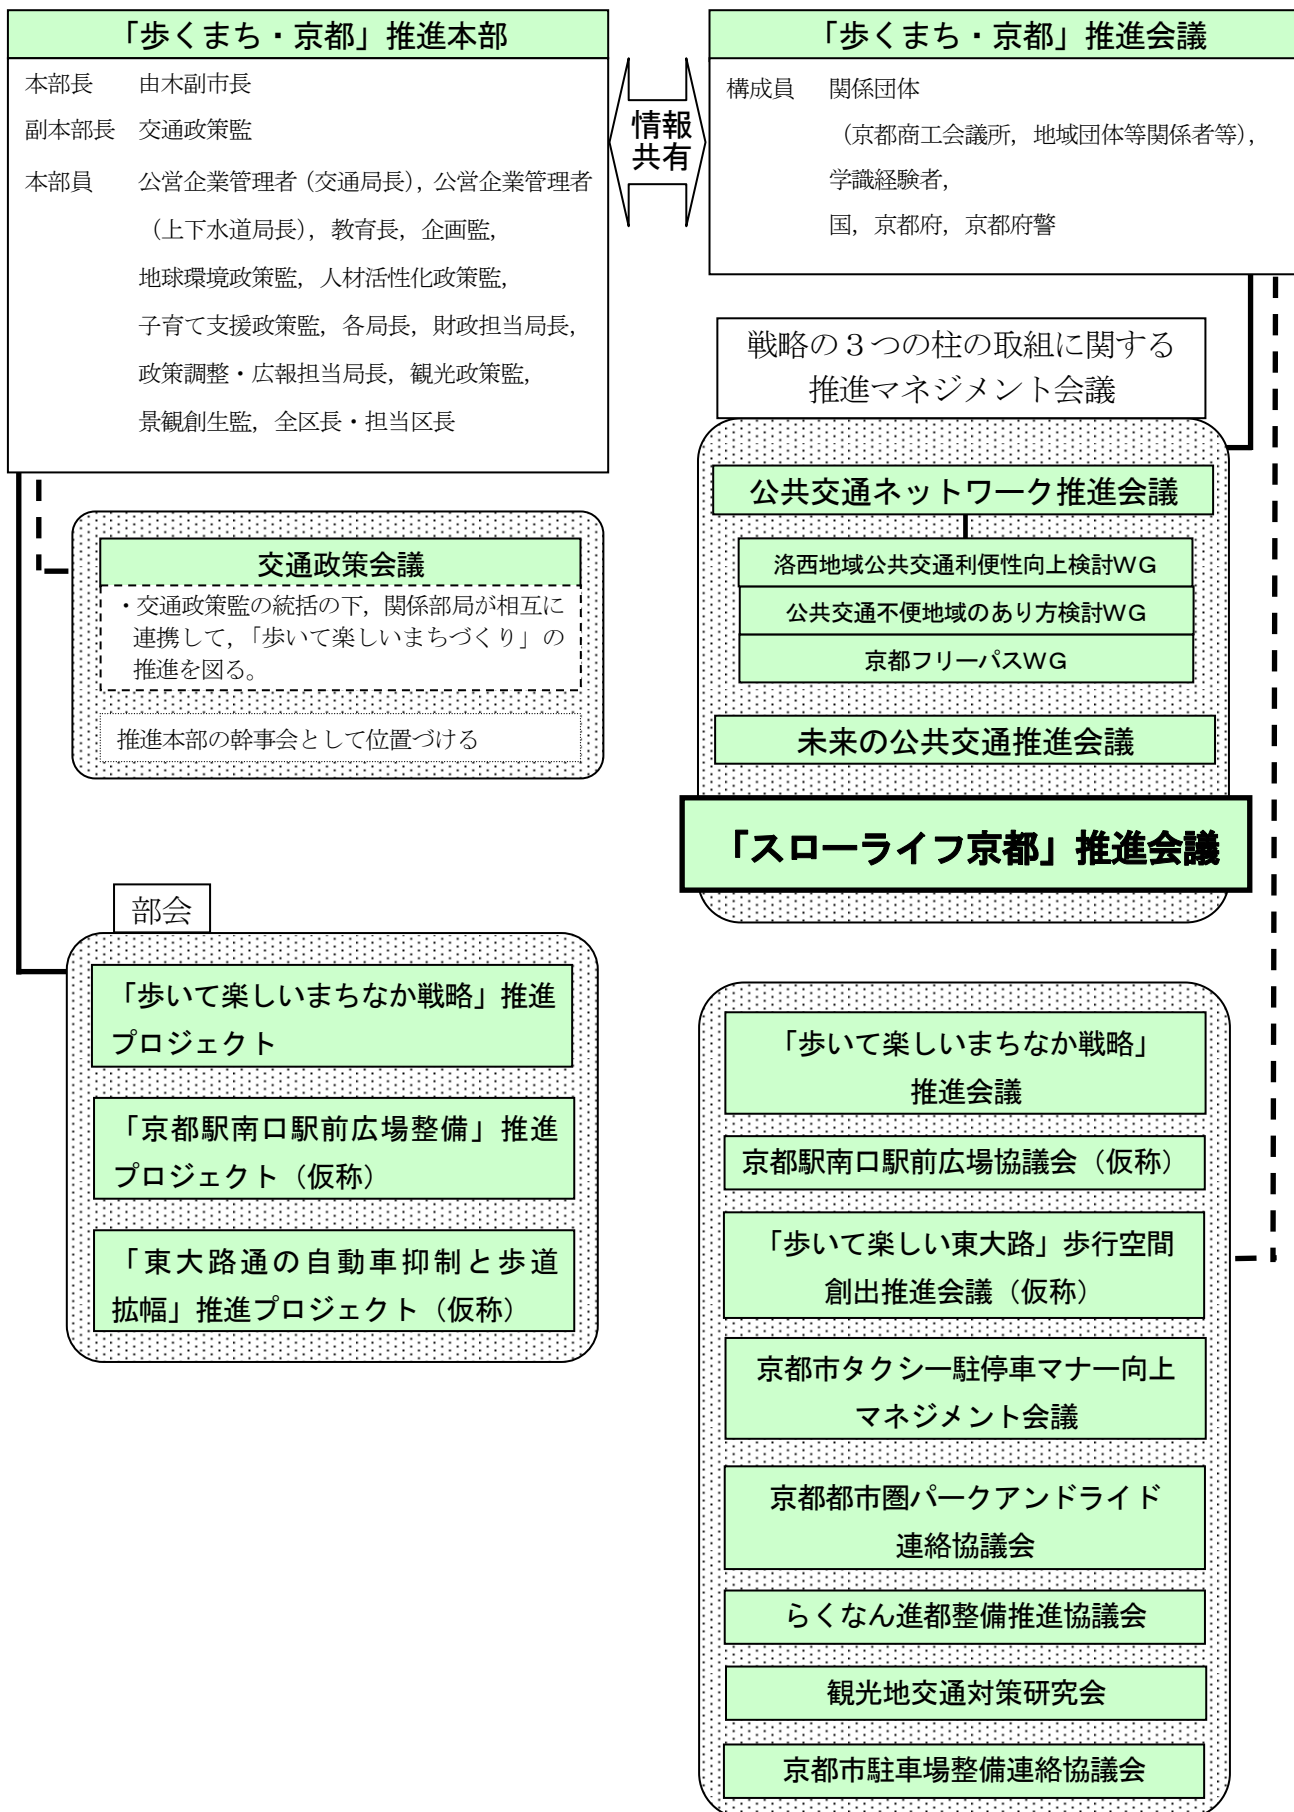 「歩くまち・京都」推進本部
本部長　由木副市長
副本部長　交通政策監
本部員　公営企業管理者（交通局長），公営企業管理者
（上下水道局長），教育長，企画監，
地球環境政策監，人材活性化政策監，
子育て支援政策監，各局長，財政担当局長，
政策調整・広報担当局長，観光政策監，
景観創生監，全区長・担当区長
情報
共有
「歩くまち・京都」推進会議
構成員　関係団体
（京都商工会議所，地域団体等関係者等），
学識経験者，
国，京都府，京都府警
交通政策会議
・交通政策監の統括の下，関係部局が相互に
連携して，「歩いて楽しいまちづくり」の
推進を図る。
推進本部の幹事会として位置づける
部会
「歩いて楽しいまちなか戦略」推進
プロジェクト
「京都駅南口駅前広場整備」推進
プロジェクト（仮称）
「東大路通の自動車抑制と歩道
拡幅」推進プロジェクト（仮称）
戦略の３つの柱の取組に関する
推進マネジメント会議
公共交通ネットワーク推進会議
洛西地域公共交通利便性向上検討ＷＧ
公共交通不便地域のあり方検討ＷＧ
京都フリーパスＷＧ
未来の公共交通推進会議
「スローライフ京都」推進会議
「歩いて楽しいまちなか戦略」
推進会議
京都駅南口駅前広場協議会（仮称）
「歩いて楽しい東大路」歩行空間
創出推進会議（仮称）
京都市タクシー駐停車マナー向上
マネジメント会議
京都都市圏パークアンドライド
連絡協議会
らくなん進都整備推進協議会
観光地交通対策研究会
京都市駐車場整備連絡協議会